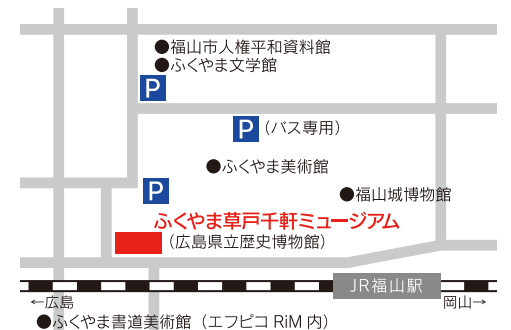 ●福山市人権平和資料館
●ふくやま文学館
P
P（バス専用）
●ふくやま美術館
P
●福山城博物館
ふくやま草戸千軒ミュージアム
（広島県立歴史博物館）
JR福山駅
←広島
岡山→
●ふくやま書道美術館（エフピコRiM内）